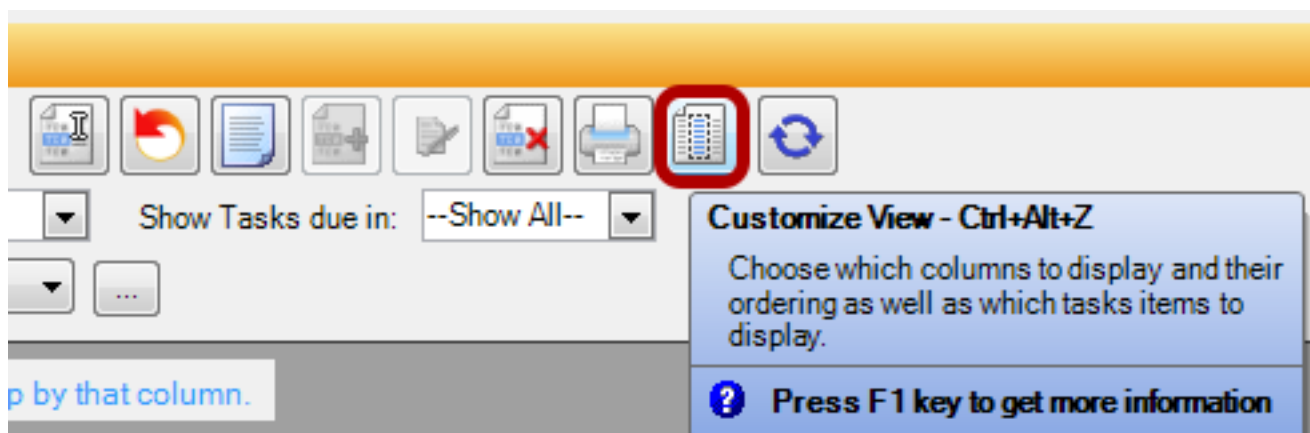 Show Tasks due in: --Show All--
...
Customize View - Ctrl+Alt+Z
Choose which columns to display and their
ordering as well as which tasks items to
display.
by that column.
Press F1 key to get more information